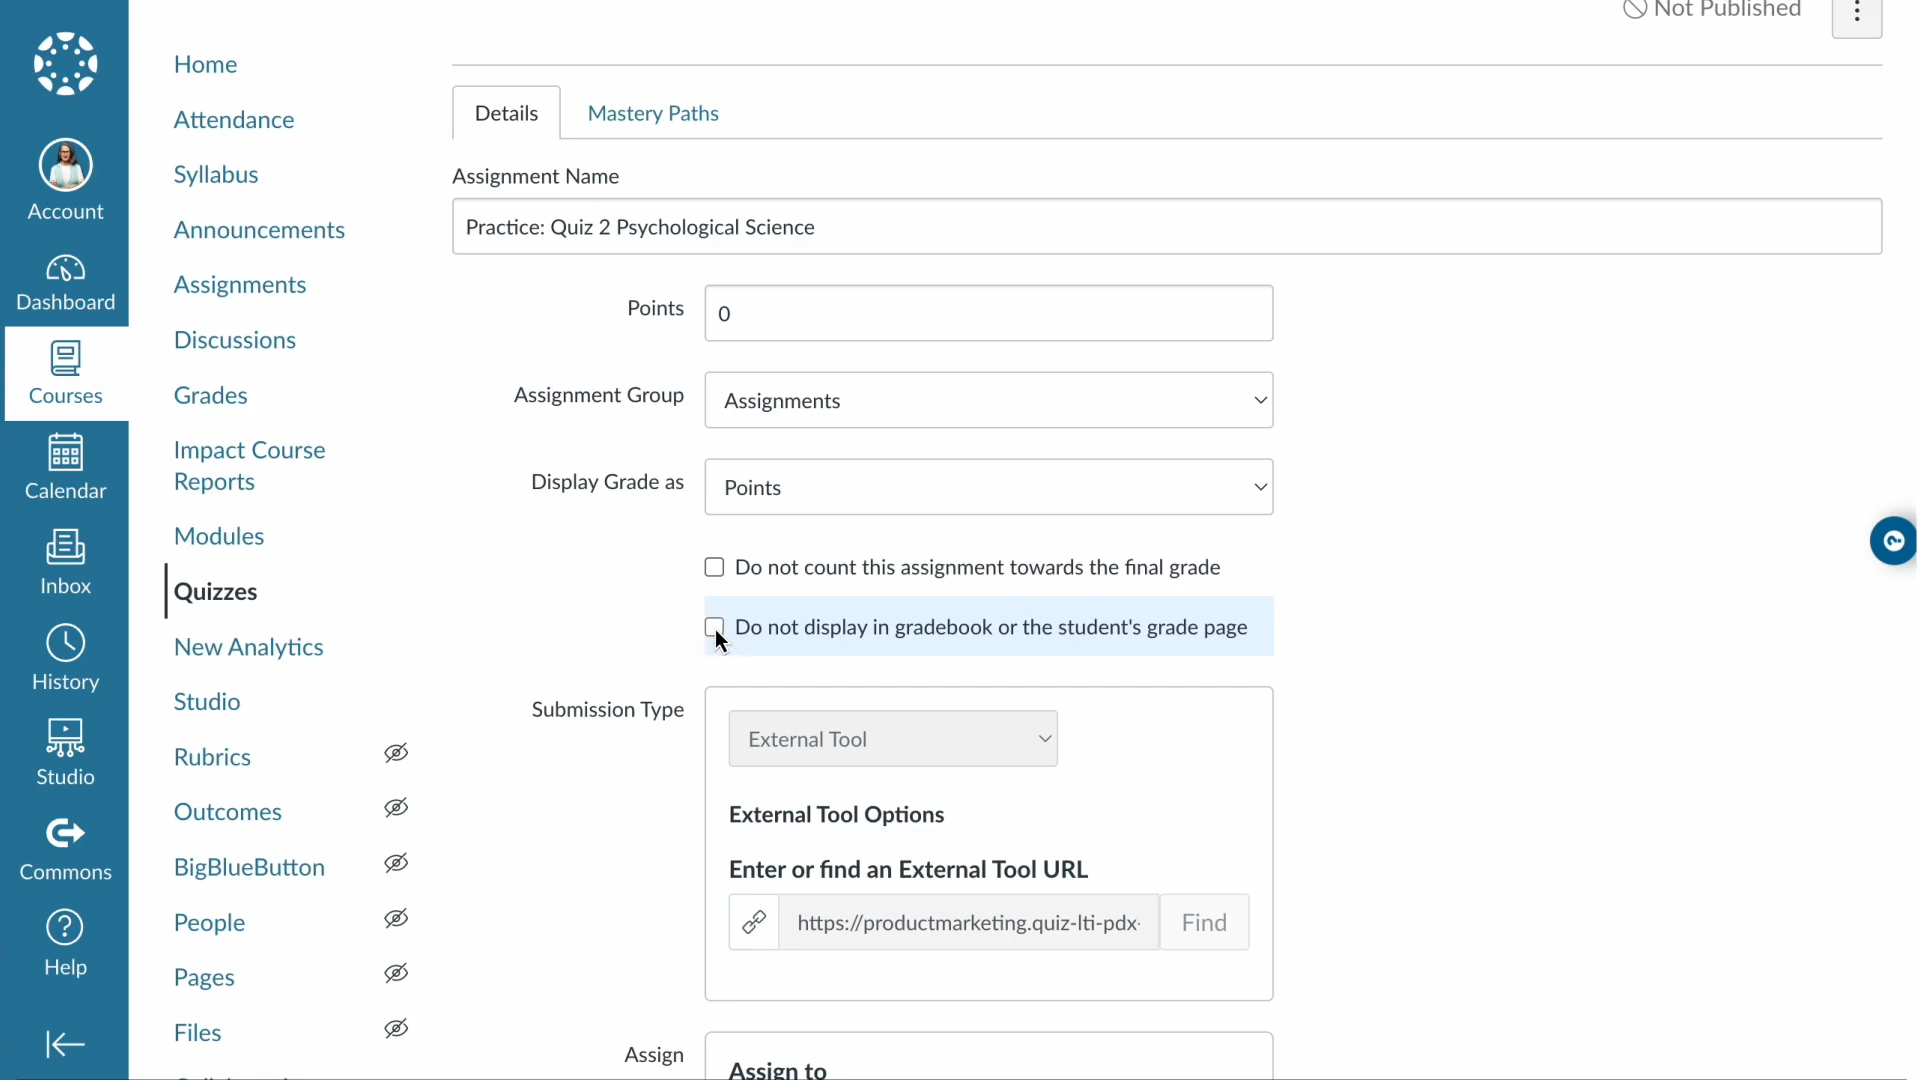 Not Published
Account
Dashboard
Courses
Calendar
Inbox
History
Studio
Commons
Help
Home
Attendance
Syllabus
Announcements
Assignments
Discussions
Grades
Impact Course
Reports
Modules
Quizzes
New Analytics
Studio
Rubrics
Outcomes
BigBlueButton
People
Pages
Files
Details
Mastery Paths
Assignment Name
Practice: Quiz 2 Psychological Science
Points
0
Assignment Group
Assignments
Display Grade as
Points
Do not count this assignment towards the final grade
Do not display in gradebook or the student's grade page
Submission Type
External Tool
External Tool Options
Enter or find an External Tool URL
https://productmarketing.quiz-lti-pdx-
Find
Assign
Assign to